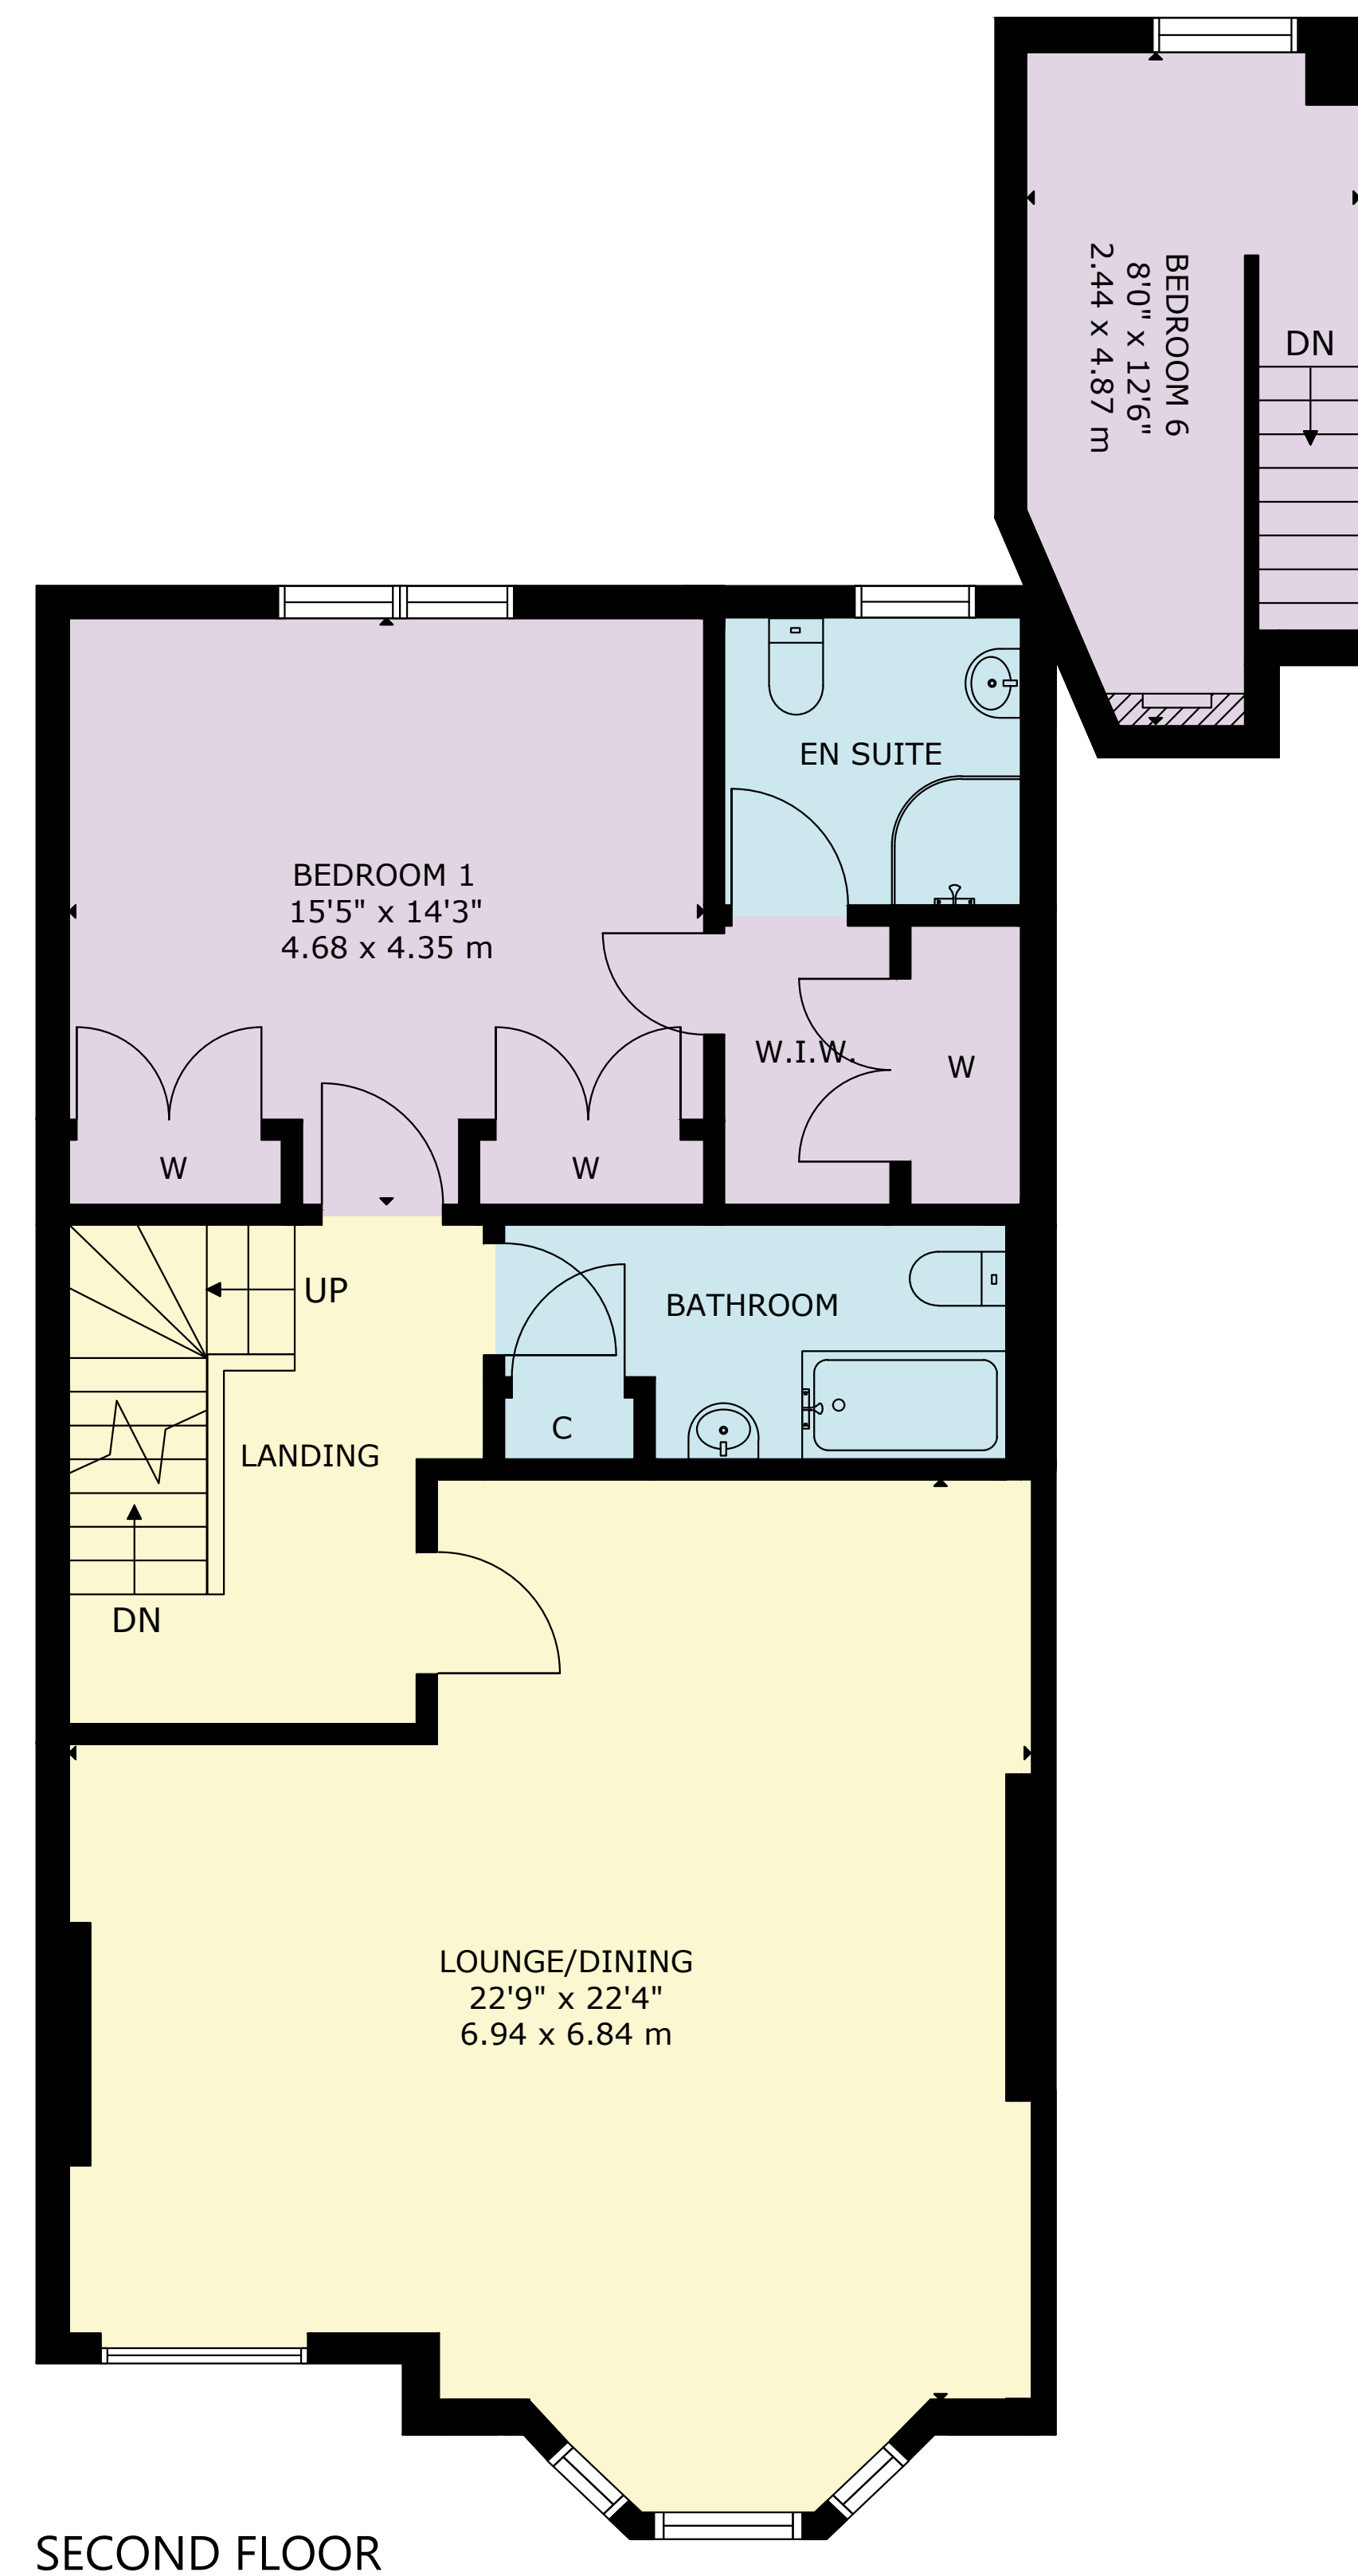 BEDROOM 6
8'0" x 12'6"
2.44 x 4.87 m
DN
EN SUITE
BEDROOM 1
15'5" x 14'3"
4.68 x 4.35 m
W.I.W.
W
W
W
UP
BATHROOM
C
LANDING
DN
LOUNGE/DINING
22'9" x 22'4"
6.94 x 6.84 m
SECOND FLOOR